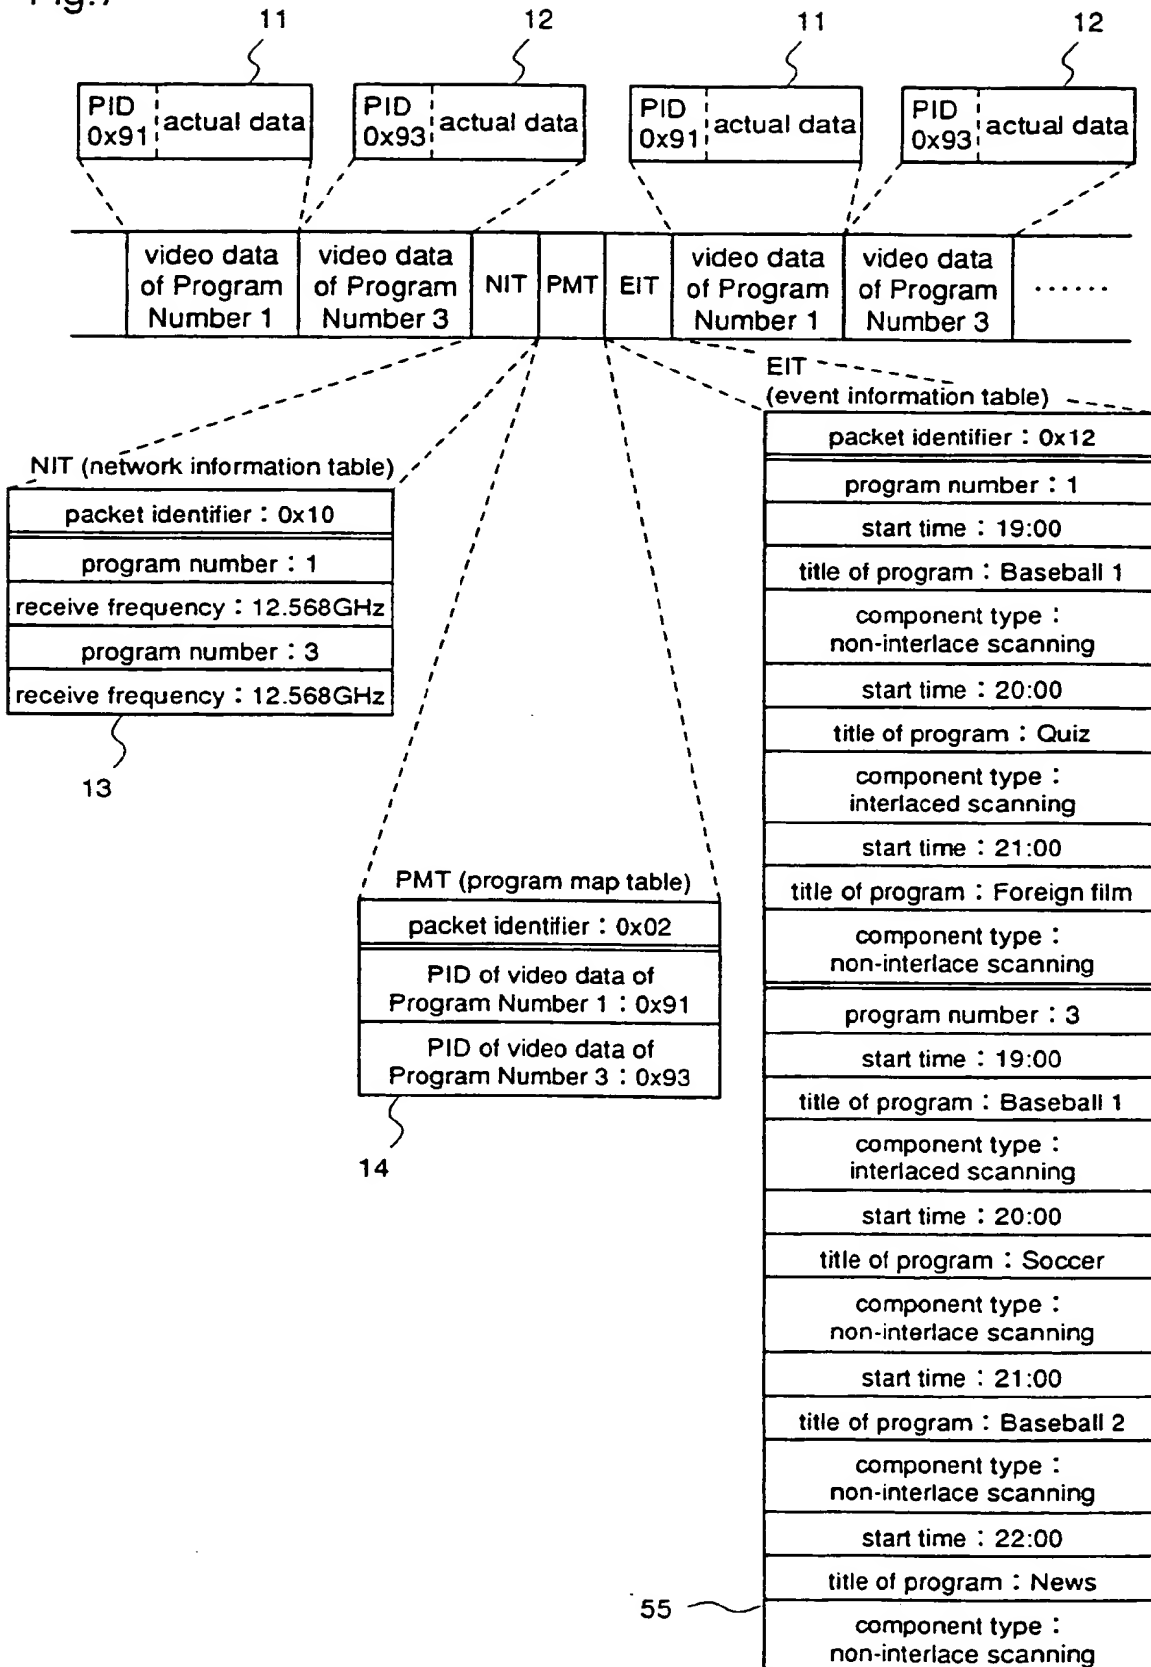 11
12
11
12
PID
0x91
actual data
PID
0x93
actual data
PID
0x91
actual data
PID
0x93
actual data
video data
of Program
Number 1
video data
of Program
Number 3
NIT
PMT
EIT
video data
of Program
Number 1
video data
of Program
Number 3
······
NIT (network information table)
packet identifier : 0x10
program number : 1
receive frequency : 12.568GHz
program number : 3
receive frequency : 12.568GHz
13
PMT (program map table)
packet identifier : 0x02
PID of video data of
Program Number 1 : 0x91
PID of video data of
Program Number 3 : 0x93
14
EIT
(event information table)
packet identifier : 0x12
program number : 1
start time : 19:00
title of program : Baseball 1
component type :
non-interlace scanning
start time : 20:00
title of program : Quiz
component type :
interlaced scanning
start time : 21:00
title of program : Foreign film
component type :
non-interlace scanning
program number : 3
start time : 19:00
title of program : Baseball 1
component type :
interlaced scanning
start time : 20:00
title of program : Soccer
component type :
non-interlace scanning
start time : 21:00
title of program : Baseball 2
component type :
non-interlace scanning
start time : 22:00
title of program : News
component type :
non-interlace scanning
55